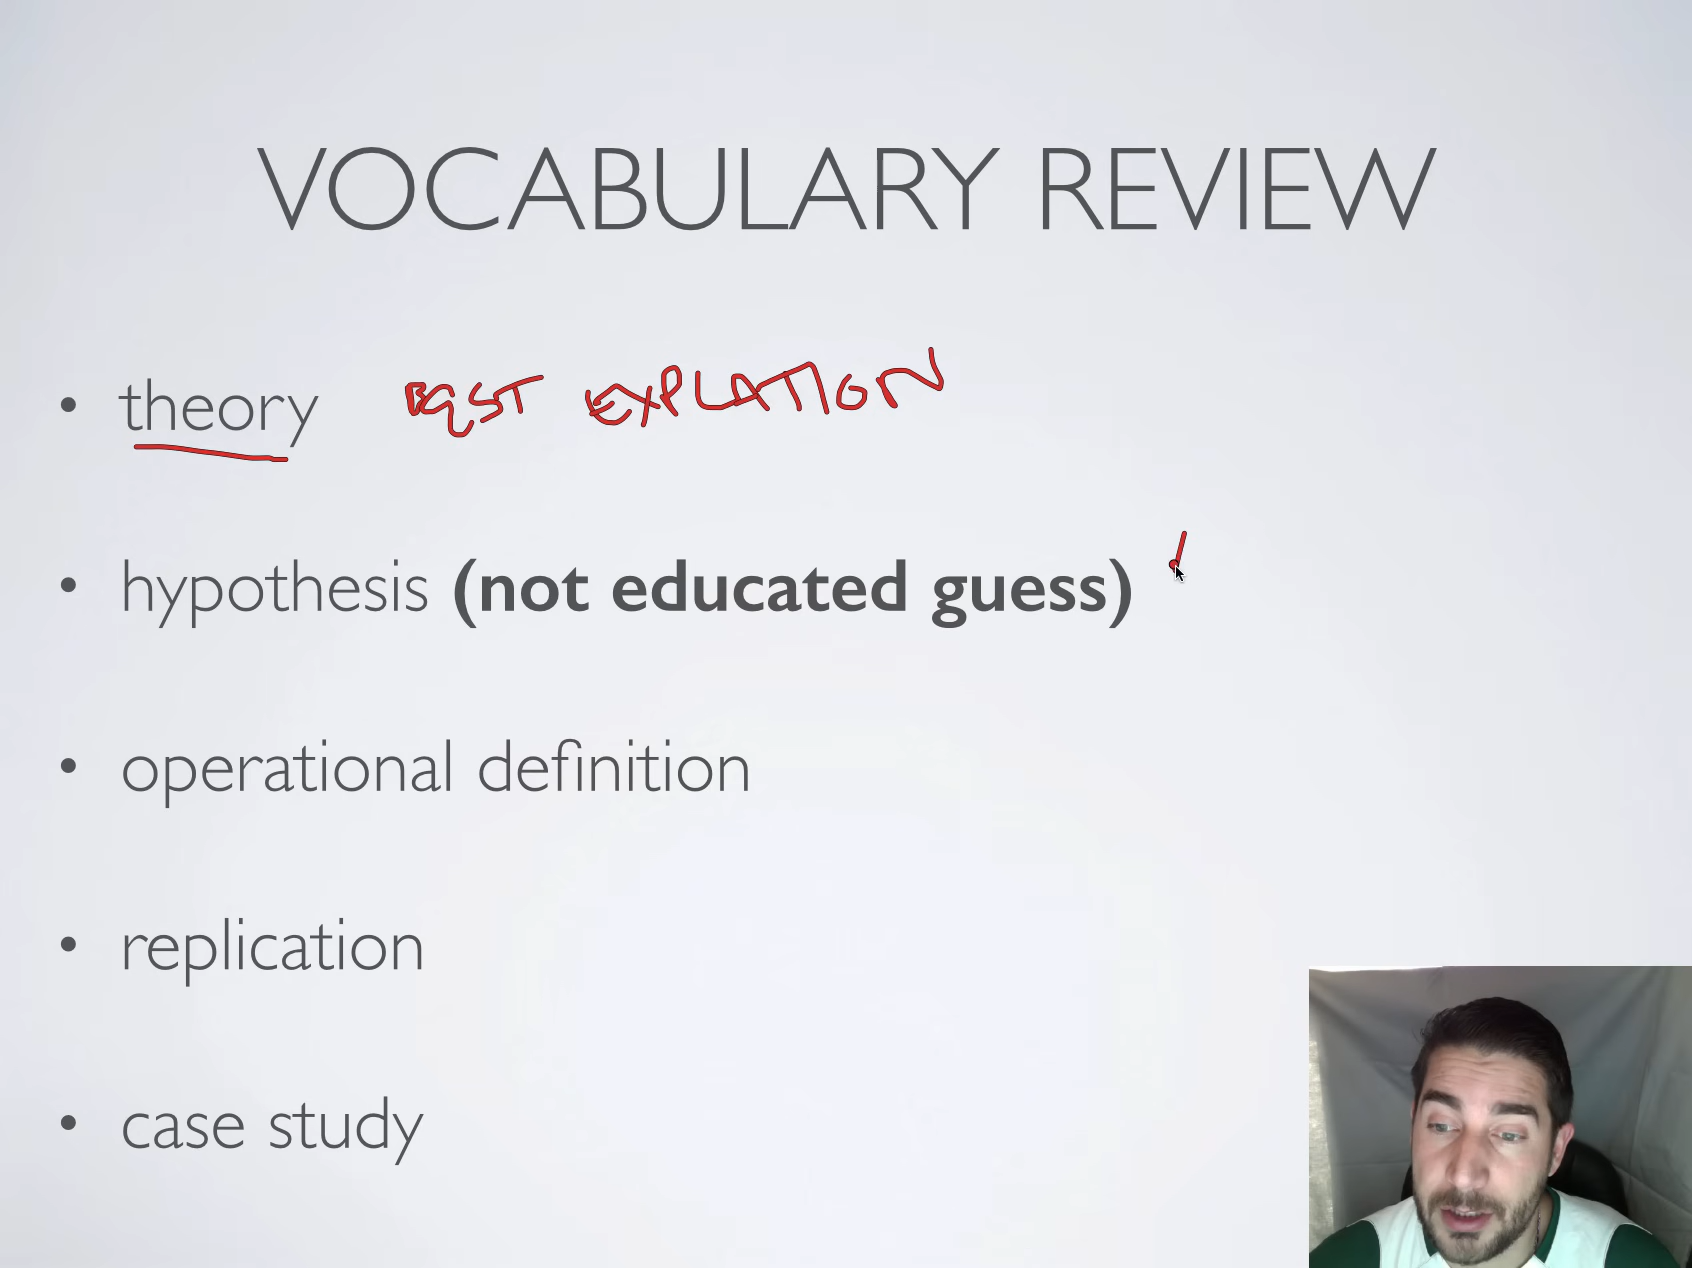 VOCABULARY REVIEW
• theory BEST EXPLATION
• hypothesis (not educated guess)
• operational definition
• replication
• case study